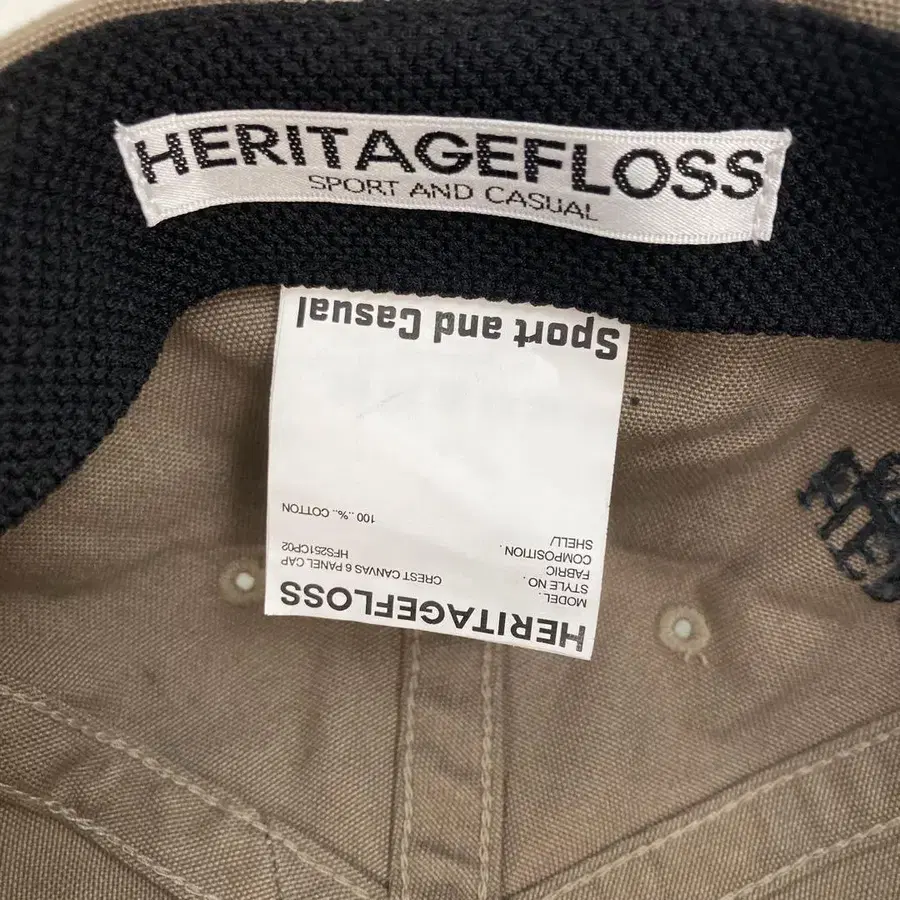 HERITAGEFLOSS
SPORT AND CASUAL
HERITAGEFLOSS
MODEL. CREST CANVAS 6 PANEL CAP
STYLE NO. HFS251CP02
FABRIC
COMPOSITION.
SHELL/ 100 ..%.. COTTON
Sport and Casual